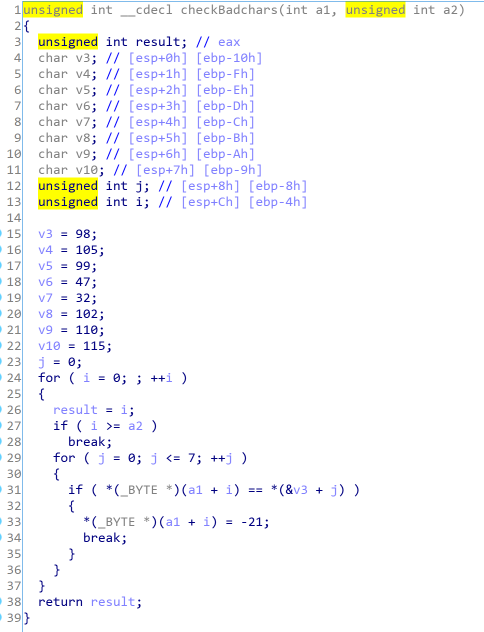 1 unsigned int __cdecl checkBadchars(int a1, unsigned int a2)
2 {
3 unsigned int result; // eax
4 char v3; // [esp+0h] [ebp-10h]
5 char v4; // [esp+1h] [ebp-Fh]
6 char v5; // [esp+2h] [ebp-Eh]
7 char v6; // [esp+3h] [ebp-Dh]
8 char v7; // [esp+4h] [ebp-Ch]
9 char v8; // [esp+5h] [ebp-Bh]
10 char v9; // [esp+6h] [ebp-Ah]
11 char v10; // [esp+7h] [ebp-9h]
12 unsigned int j; // [esp+8h] [ebp-8h]
13 unsigned int i; // [esp+Ch] [ebp-4h]
14
15 v3 = 98;
16 v4 = 105;
17 v5 = 99;
18 v6 = 47;
19 v7 = 32;
20 v8 = 102;
21 v9 = 110;
22 v10 = 115;
23 j = 0;
24 for ( i = 0; ; ++i )
25 {
26 result = i;
27 if ( i >= a2 )
28 break;
29 for ( j = 0; j <= 7; ++j )
30 {
31 if ( *(_BYTE *)(a1 + i) == *(&v3 + j) )
32 {
33 *(_BYTE *)(a1 + i) = -21;
34 break;
35 }
36 }
37 }
38 return result;
39 }